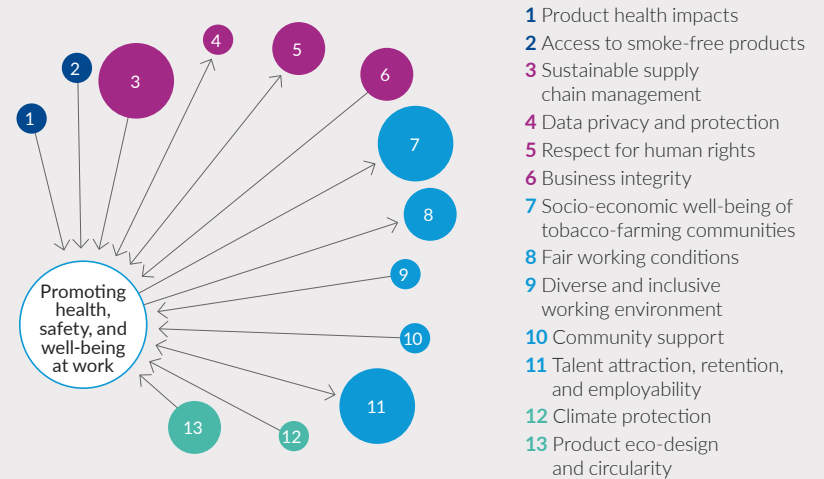 1
2
3
4
5
6
7
8
9
10
11
12
13
Promoting
health,
safety, and
well-being
at work
1 Product health impacts
2 Access to smoke-free products
3 Sustainable supply
chain management
4 Data privacy and protection
5 Respect for human rights
6 Business integrity
7 Socio-economic well-being of
tobacco-farming communities
8 Fair working conditions
9 Diverse and inclusive
working environment
10 Community support
11 Talent attraction, retention,
and employability
12 Climate protection
13 Product eco-design
and circularity